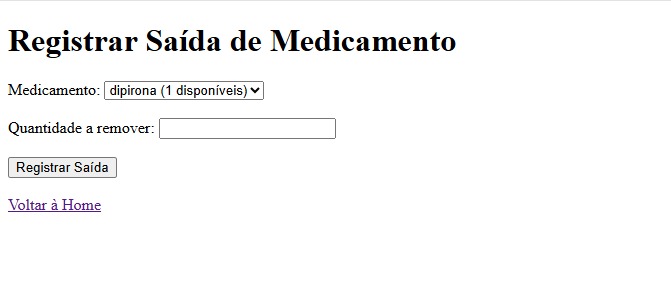 Registrar Saída de Medicamento
Medicamento: dipirona (1 disponíveis)
Quantidade a remover:
Registrar Saída
Voltar à Home